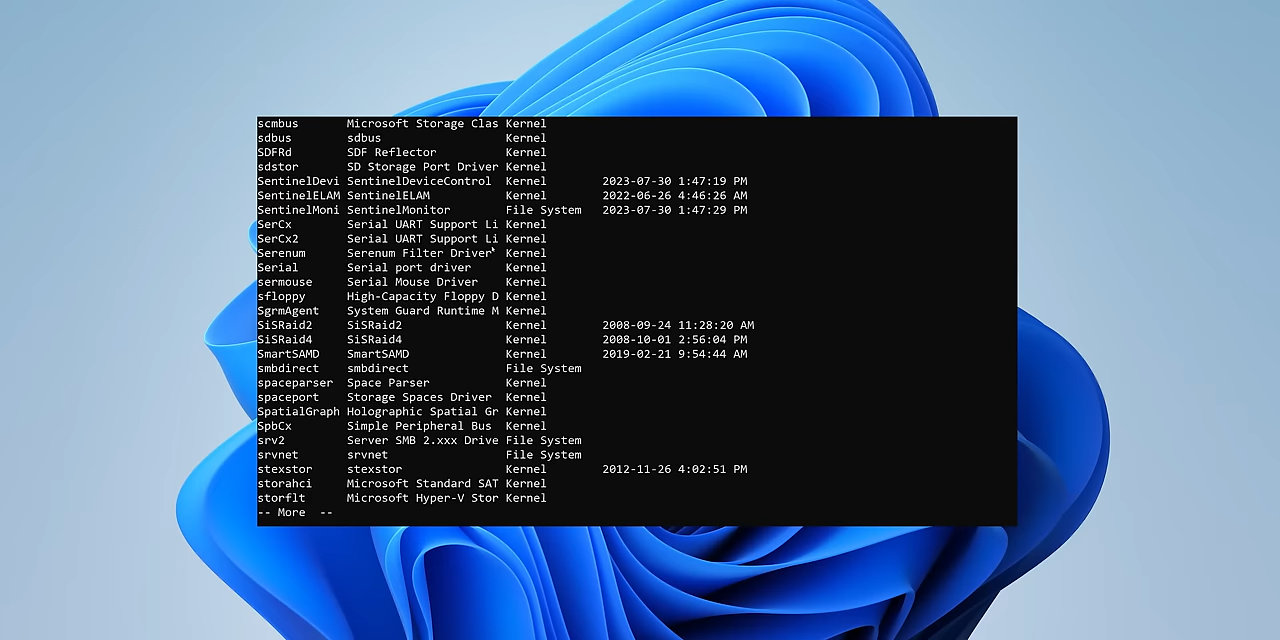 scmbus       Microsoft Storage Clas Kernel
sdbus        sdbus                  Kernel
SDFRd        SDF Reflector          Kernel
sdstor       SD Storage Port Driver Kernel
SentinelDevi SentinelDeviceControl  Kernel        2023-07-30 1:47:19 PM
SentinelELAM SentinelELAM           Kernel        2022-06-26 4:46:26 AM
SentinelMoni SentinelMonitor        File System   2023-07-30 1:47:29 PM
SerCx        Serial UART Support Li Kernel
SerCx2       Serial UART Support Li Kernel
Serenum      Serenum Filter Driver  Kernel
Serial       Serial port driver     Kernel
sermouse     Serial Mouse Driver    Kernel
sfloppy      High-Capacity Floppy D Kernel
SgrmAgent    System Guard Runtime M Kernel
SiSRaid2     SiSRaid2               Kernel        2008-09-24 11:28:20 AM
SiSRaid4     SiSRaid4               Kernel        2008-10-01 2:56:04 PM
SmartSAMD    SmartSAMD              Kernel        2019-02-21 9:54:44 AM
smbdirect    smbdirect              File System
spaceparser  Space Parser           Kernel
spaceport    Storage Spaces Driver  Kernel
SpatialGraph Holographic Spatial Gr Kernel
SpbCx        Simple Peripheral Bus  Kernel
srv2         Server SMB 2.xxx Drive File System
srvnet       srvnet                 File System
stexstor     stexstor               Kernel        2012-11-26 4:02:51 PM
storahci     Microsoft Standard SAT Kernel
storflt      Microsoft Hyper-V Stor Kernel
-- More  --